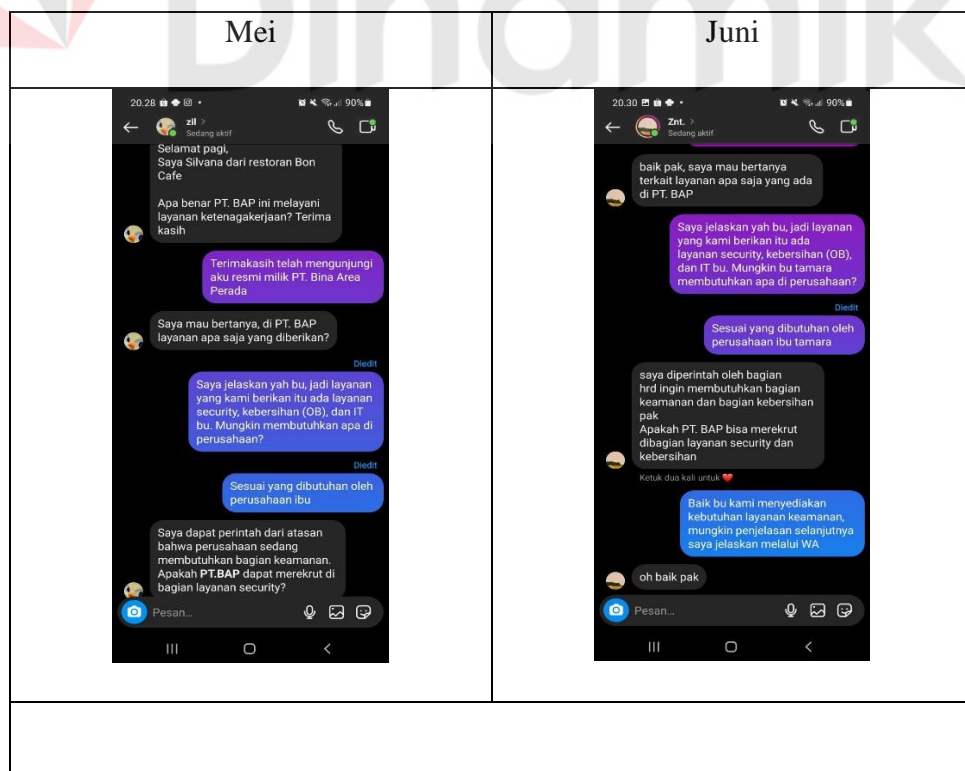 Dinamik
Mei
Juni
20.28
90%
zil >
Sedang aktif
Selamat pagi,
Saya Silvana dari restoran Bon
Cafe
Apa benar PT. BAP ini melayani
layanan ketenagakerjaan? Terima
kasih
Terimakasih telah mengunjungi
aku resmi milik PT. Bina Area
Perada
Saya mau bertanya, di PT. BAP
layanan apa saja yang diberikan?
Diedit
Saya jelaskan yah bu, jadi layanan
yang kami berikan itu ada layanan
security, kebersihan (OB), dan IT
bu. Mungkin membutuhkan apa di
perusahaan?
Diedit
Sesuai yang dibutuhan oleh
perusahaan ibu
Saya dapat perintah dari atasan
bahwa perusahaan sedang
membutuhkan bagian keamanan.
Apakah PT.BAP dapat merekrut di
bagian layanan security?
Pesan...
20.30
90%
Znt. >
Sedang aktif
baik pak, saya mau bertanya
terkait layanan apa saja yang ada
di PT. BAP
Saya jelaskan yah bu, jadi layanan
yang kami berikan itu ada
layanan security, kebersihan (OB),
dan IT bu. Mungkin bu tamara
membutuhkan apa di perusahaan?
Diedit
Sesuai yang dibutuhan oleh
perusahaan ibu tamara
saya diperintah oleh bagian
hrd ingin membutuhkan bagian
keamanan dan bagian kebersihan
pak
Apakah PT. BAP bisa merekrut
dibagian layanan security dan
kebersihan
Ketuk dua kali untuk ❤️
Baik bu kami menyediakan
kebutuhan layanan keamanan,
mungkin penjelasan selanjutnya
saya jelaskan melalui WA
oh baik pak
Pesan...